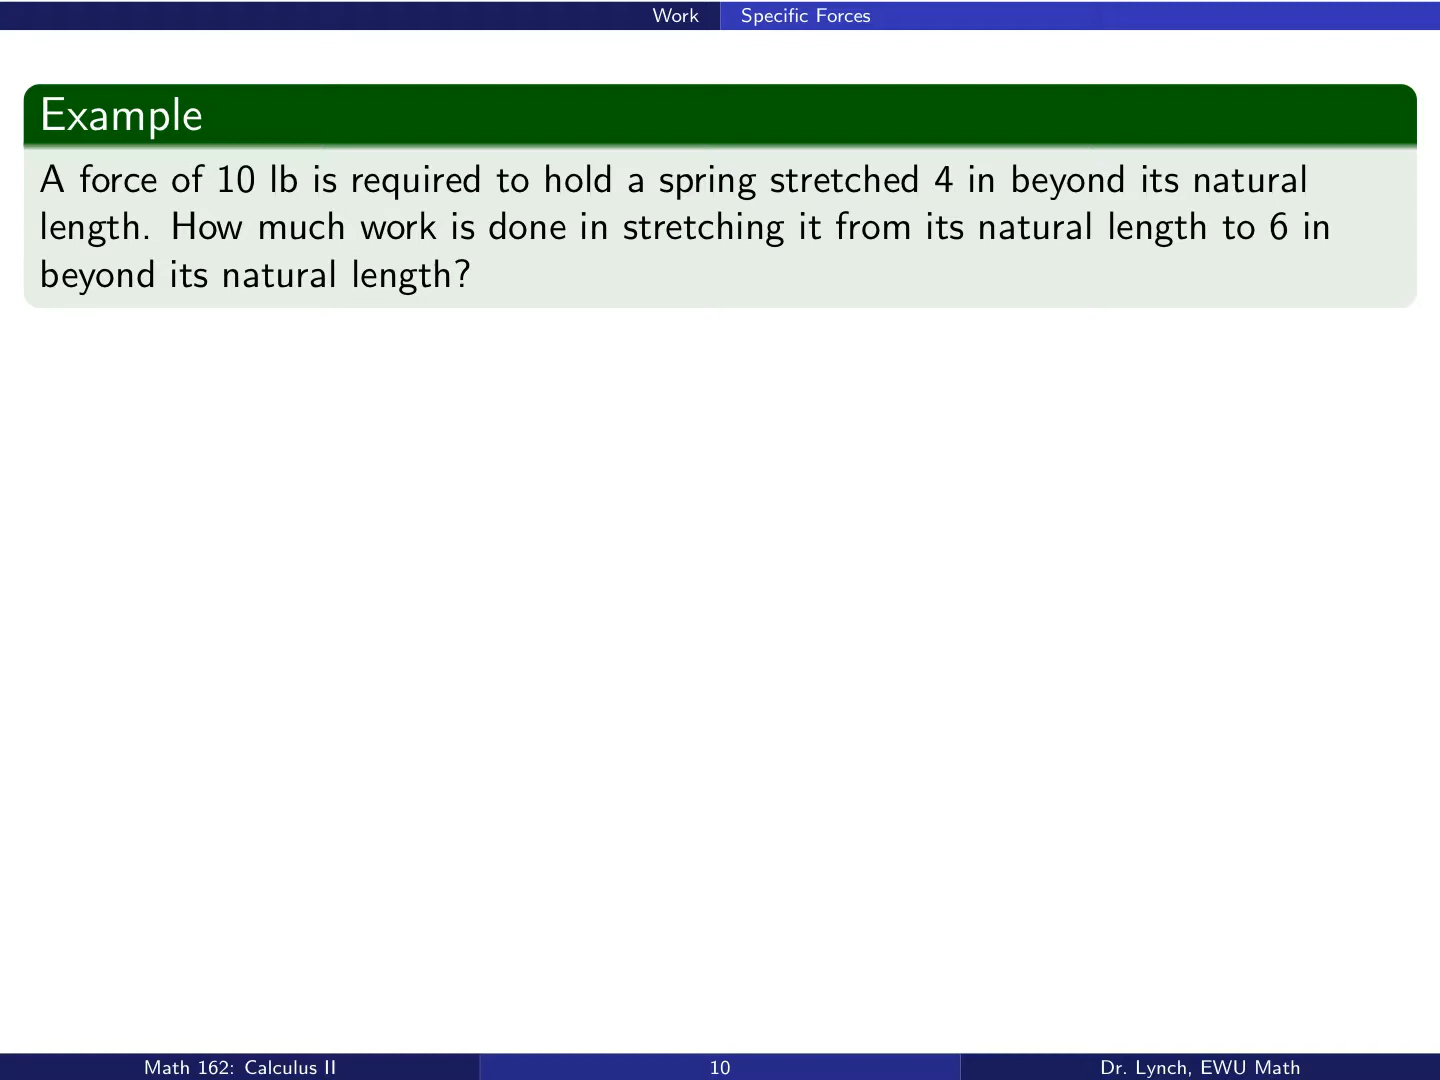 Work
Specific Forces
Example
A force of 10 lb is required to hold a spring stretched 4 in beyond its natural
length. How much work is done in stretching it from its natural length to 6 in
beyond its natural length?
Math 162: Calculus II
10
Dr. Lynch, EWU Math